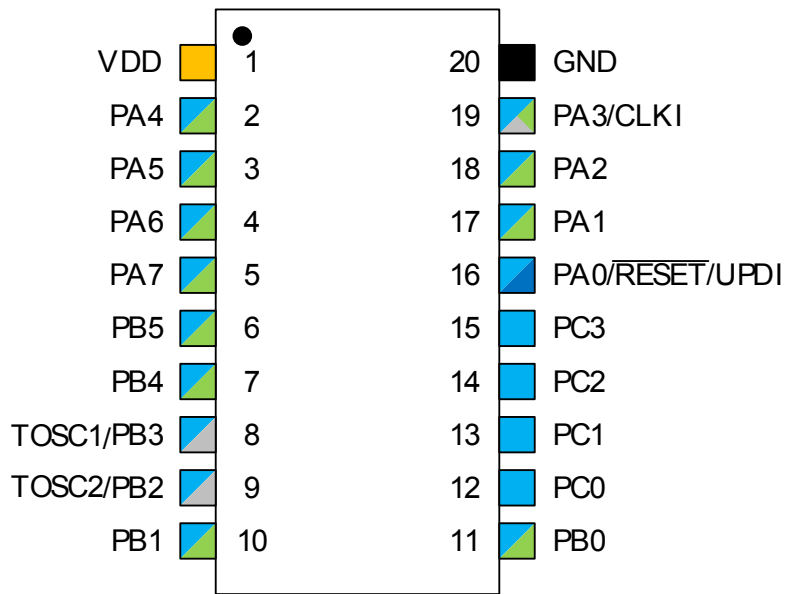 VDD 1 20 GND
PA4 2 19 PA3/CLKI
PA5 3 18 PA2
PA6 4 17 PA1
PA7 5 16 PA0/RESET/UPDI
PB5 6 15 PC3
PB4 7 14 PC2
TOSC1/PB3 8 13 PC1
TOSC2/PB2 9 12 PC0
PB1 10 11 PB0